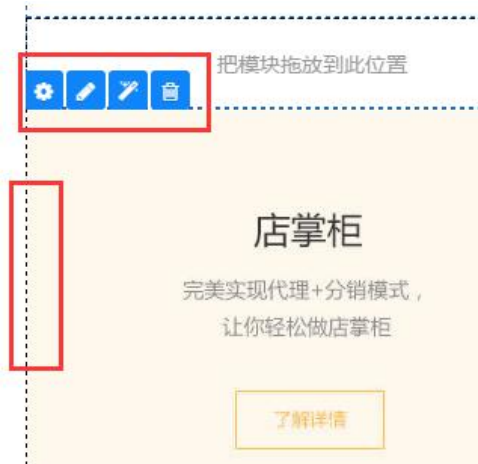 把模块拖放到此位置
店掌柜
完美实现代理+分销模式，
让你轻松做店掌柜
了解详情